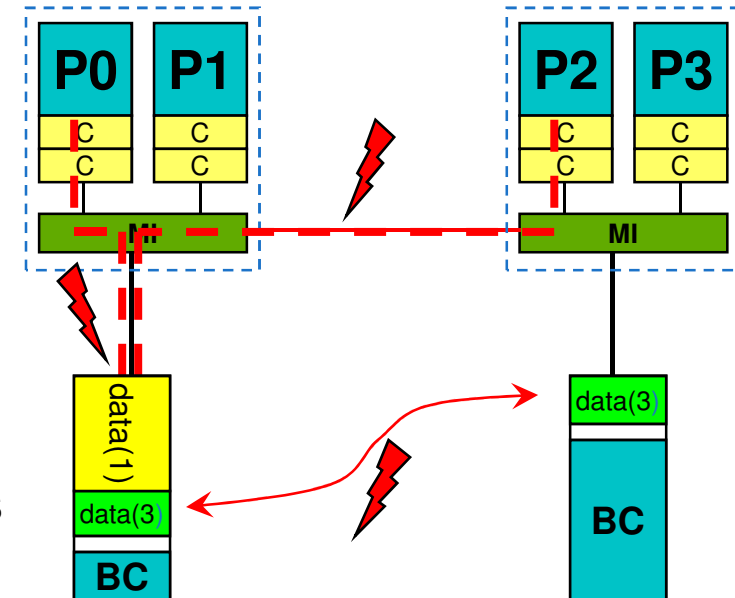 P0 P1 P2 P3
C C C C
C C C C
MI MI
data(1)
data(3)
data(3)
BC
BC